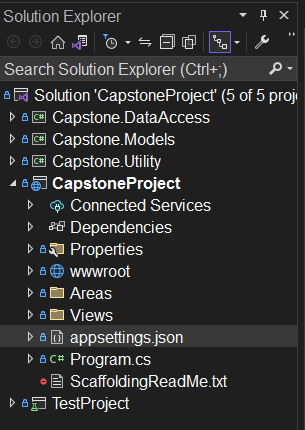 Solution Explorer
Search Solution Explorer (Ctrl+;)
Solution 'CapstoneProject' (5 of 5 proj
C# Capstone.DataAccess
C# Capstone.Models
C# Capstone.Utility
CapstoneProject
Connected Services
Dependencies
Properties
wwwroot
Areas
Views
appsettings.json
C# Program.cs
ScaffoldingReadMe.txt
TestProject